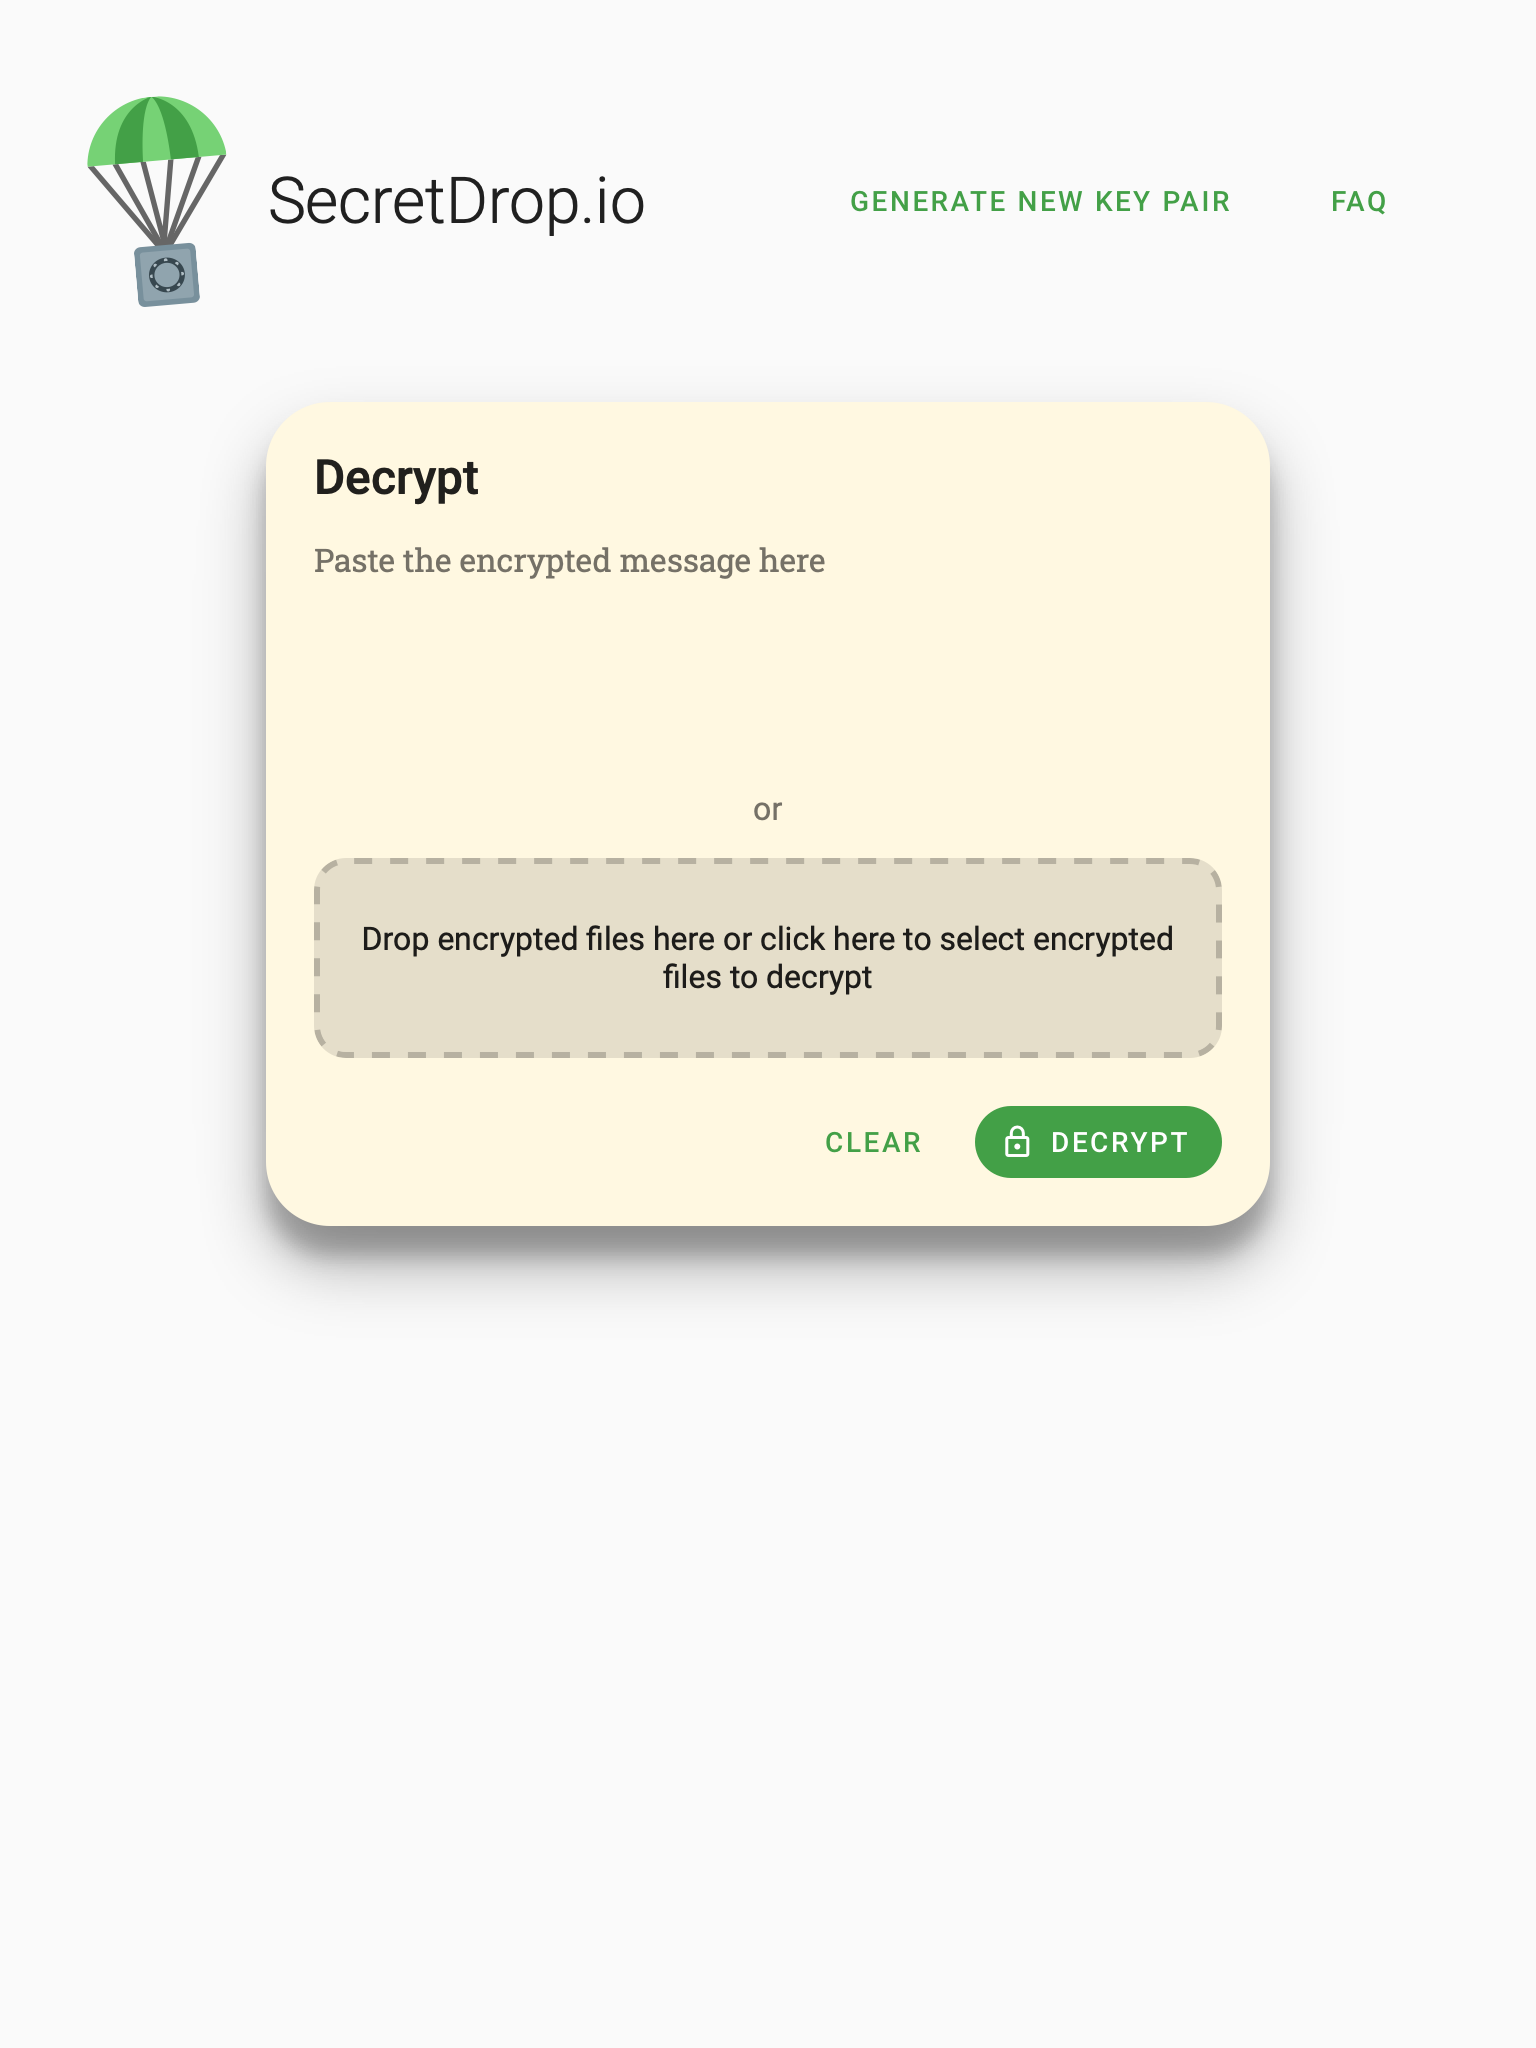 SecretDrop.io
GENERATE NEW KEY PAIR
FAQ
Decrypt
Paste the encrypted message here
or
Drop encrypted files here or click here to select encrypted
files to decrypt
CLEAR
DECRYPT